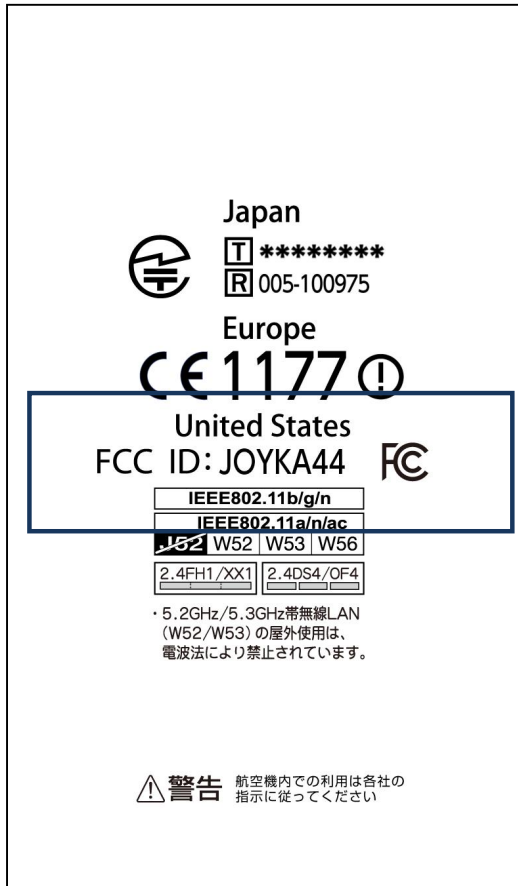 Japan
T ********
R 005-100975
Europe
CE1177
United States
FCC ID: JOYKA44 FC
IEEE802.11b/g/n
IEEE802.11a/n/ac
J52 W52 W53 W56
2.4FH1/XX1 2.4DS4/OF4
・5.2GHz/5.3GHz帯無線LAN
(W52/W53)の屋外使用は、
電波法により禁止されています。
警告 航空機内での利用は各社の
指示に従ってください